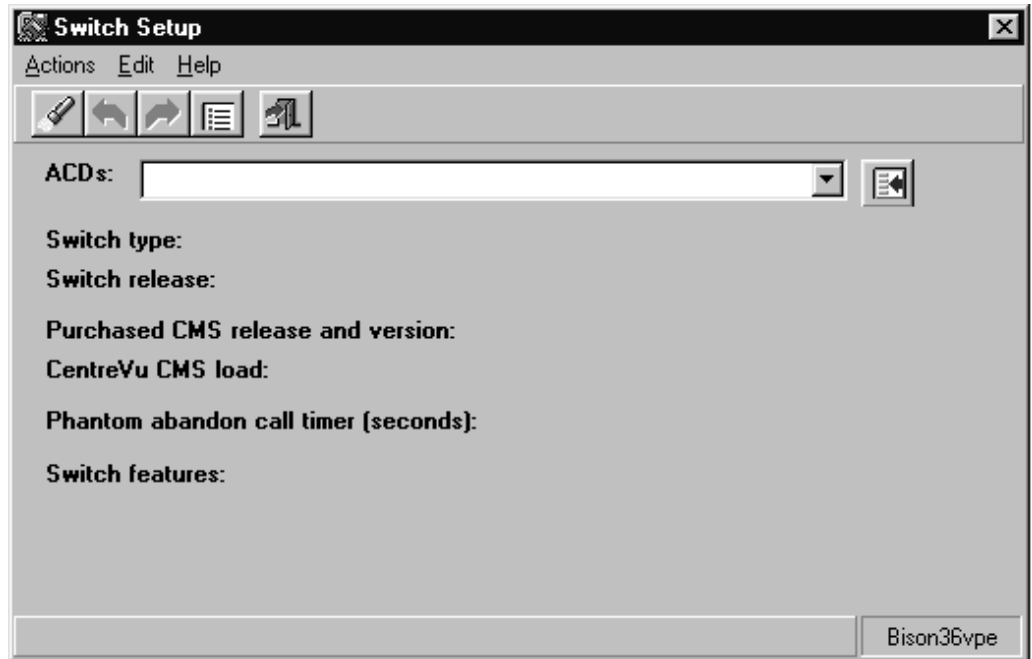 Switch Setup
Actions Edit Help
ACDs:
Switch type:
Switch release:
Purchased CMS release and version:
CentreVu CMS load:
Phantom abandon call timer (seconds):
Switch features:
Bison36vpe